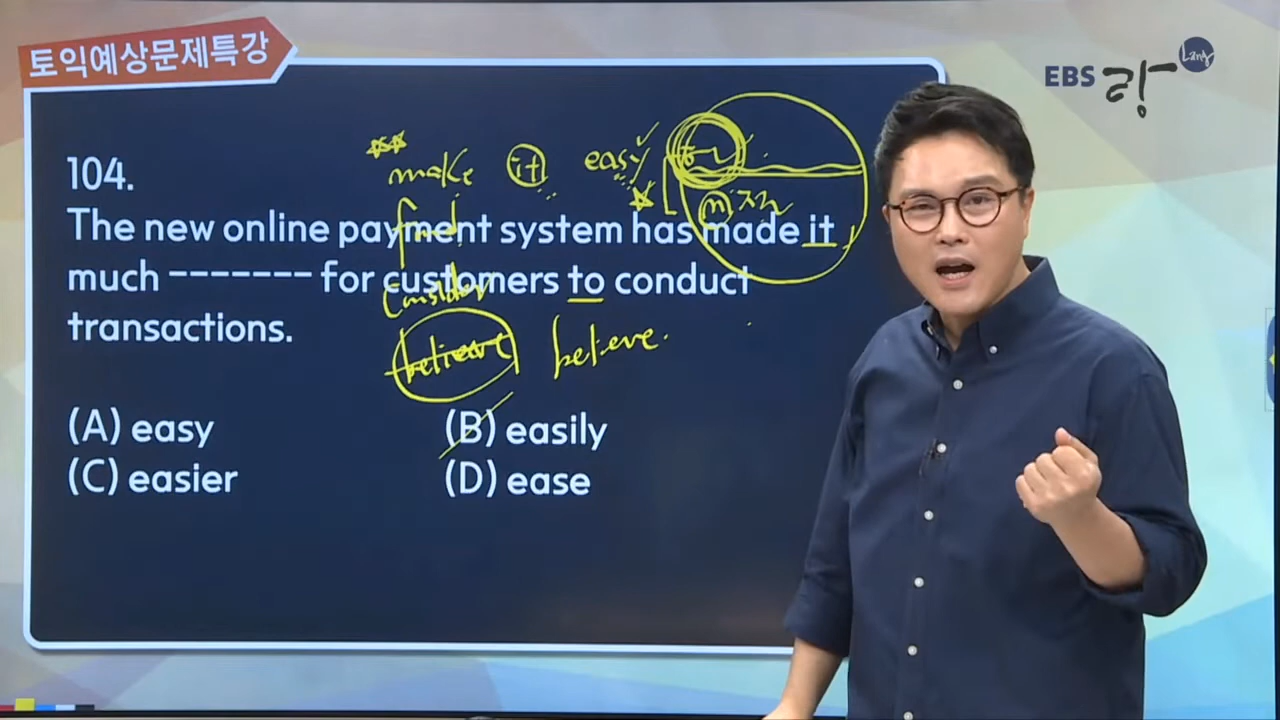 토익예상문제특강
EBS 랑
Lang
104.
The new online payment system has made it
much ------- for customers to conduct
transactions.
(A) easy
(B) easily
(C) easier
(D) ease
make it easy
find
consider
believe believe.